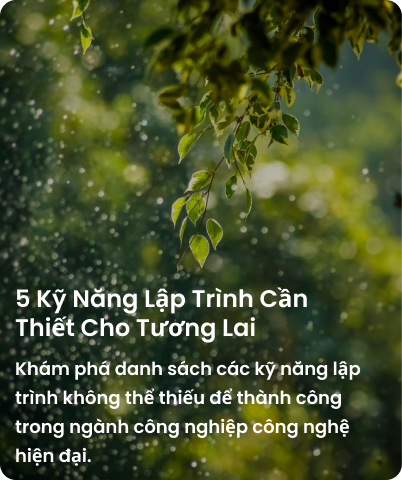 5 Kỹ Năng Lập Trình Cần
Thiết Cho Tương Lai
Khám phá danh sách các kỹ năng lập
trình không thể thiếu để thành công
trong ngành công nghiệp công nghệ
hiện đại.